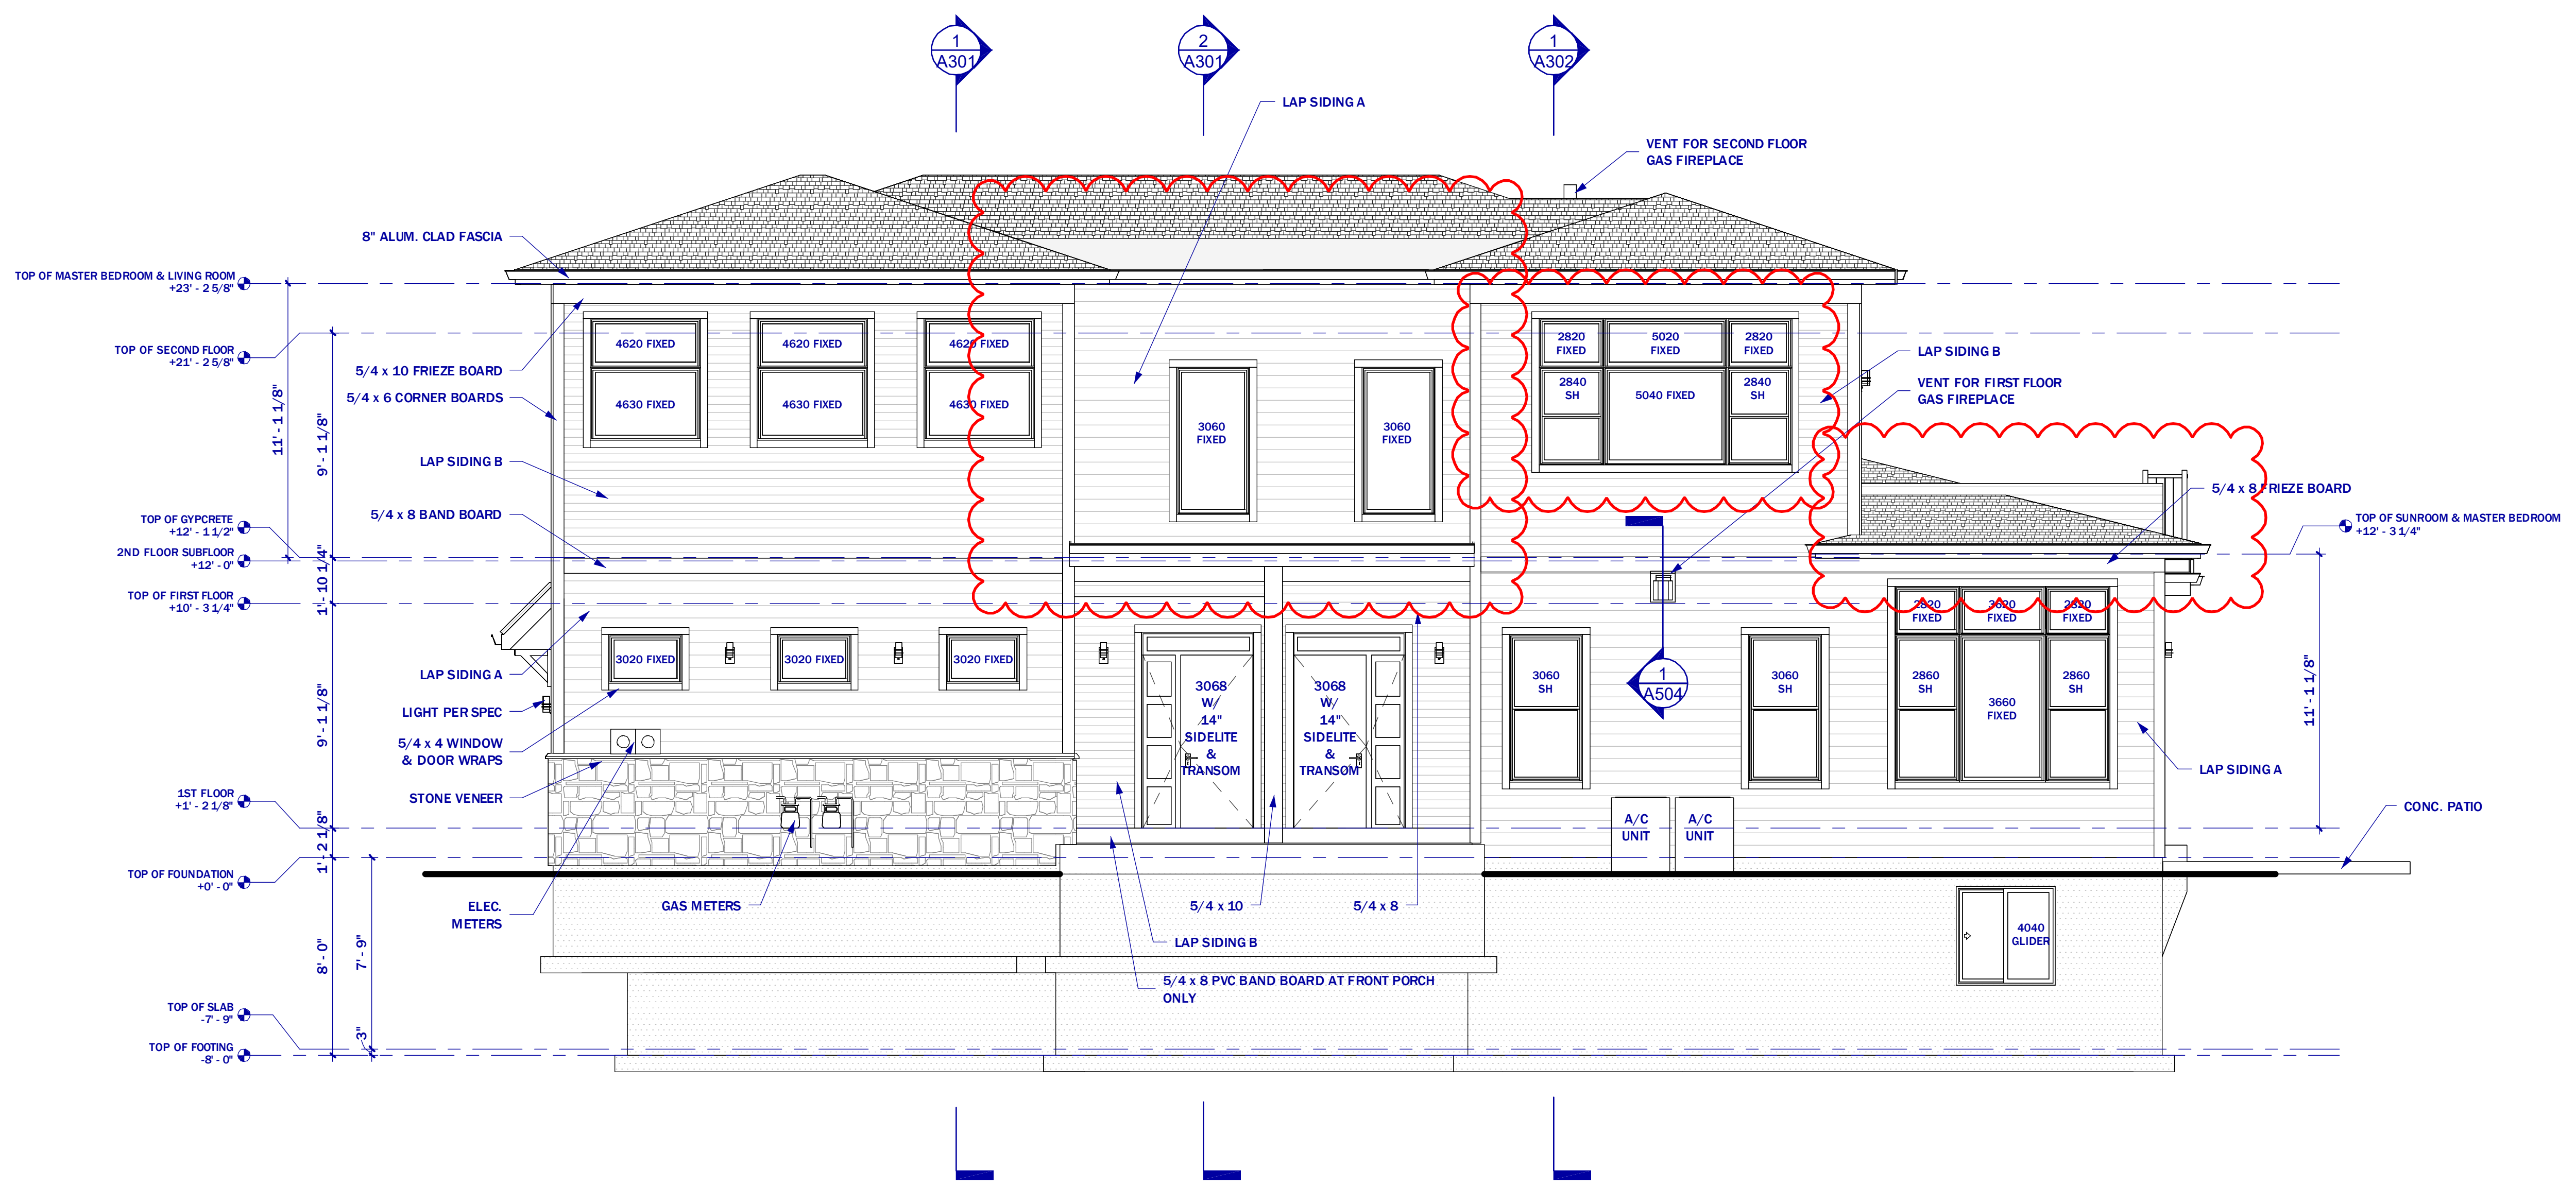 1
A301
2
A301
1
A302
LAP SIDING A
VENT FOR SECOND FLOOR
GAS FIREPLACE
8" ALUM. CLAD FASCIA
TOP OF MASTER BEDROOM & LIVING ROOM
+23' - 2 5/8"
TOP OF SECOND FLOOR
+21' - 2 5/8"
5/4 x 10 FRIEZE BOARD
5/4 x 6 CORNER BOARDS
LAP SIDING B
5/4 x 8 BAND BOARD
TOP OF GYPCRETE
+12' - 1 1/2"
2ND FLOOR SUBFLOOR
+12' - 0"
TOP OF FIRST FLOOR
+10' - 3 1/4"
11' - 1 1/8"
9' - 1 1/8"
1' - 10 1/4"
9' - 1 1/8"
1' - 2 1/8"
8' - 0"
7' - 9"
3"
4620 FIXED
4620 FIXED
4620 FIXED
4630 FIXED
4630 FIXED
4630 FIXED
3060
FIXED
3060
FIXED
2820
FIXED
5020
FIXED
2820
FIXED
2840
SH
5040 FIXED
2840
SH
LAP SIDING B
VENT FOR FIRST FLOOR
GAS FIREPLACE
5/4 x 8 FRIEZE BOARD
TOP OF SUNROOM & MASTER BEDROOM
+12' - 3 1/4"
11' - 1 1/8"
LAP SIDING A
LIGHT PER SPEC
5/4 x 4 WINDOW
& DOOR WRAPS
STONE VENEER
3020 FIXED
3020 FIXED
3020 FIXED
3068
W/
14"
SIDELITE
&
TRANSOM
3068
W/
14"
SIDELITE
&
TRANSOM
3060
SH
1
A504
3060
SH
2820
FIXED
3620
FIXED
2820
FIXED
2860
SH
3660
FIXED
2860
SH
LAP SIDING A
CONC. PATIO
A/C
UNIT
A/C
UNIT
1ST FLOOR
+1' - 2 1/8"
TOP OF FOUNDATION
+0' - 0"
ELEC.
METERS
GAS METERS
5/4 x 10
5/4 x 8
LAP SIDING B
5/4 x 8 PVC BAND BOARD AT FRONT PORCH
ONLY
4040
GLIDER
TOP OF SLAB
-7' - 9"
TOP OF FOOTING
-8' - 0"